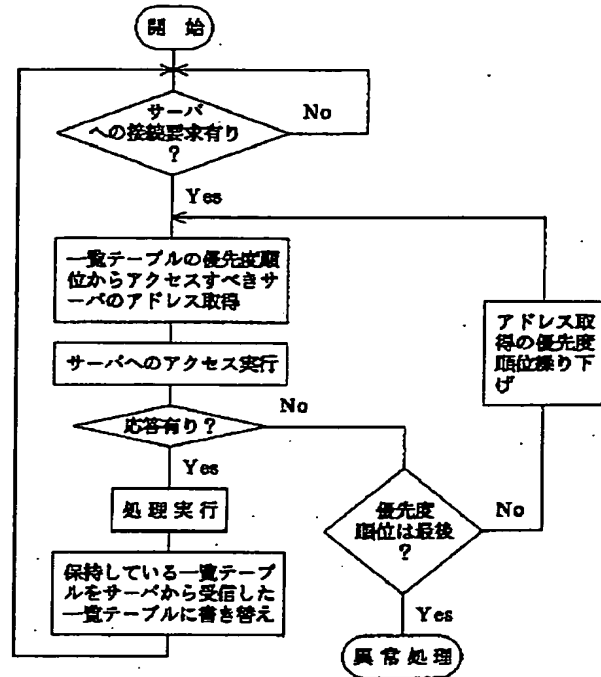 開始
サーバ
への接続要求有り
?
No
Yes
一覧テーブルの優先度順
位からアクセスすべきサ
ーバのアドレス取得
アドレス取
得の優先度
順位繰り下
げ
サーバへのアクセス実行
No
応答有り?
Yes
処理実行
優先度
順位は最後
?
No
保持している一覧テーブ
ルをサーバから受信した
一覧テーブルに書き替え
Yes
異常処理